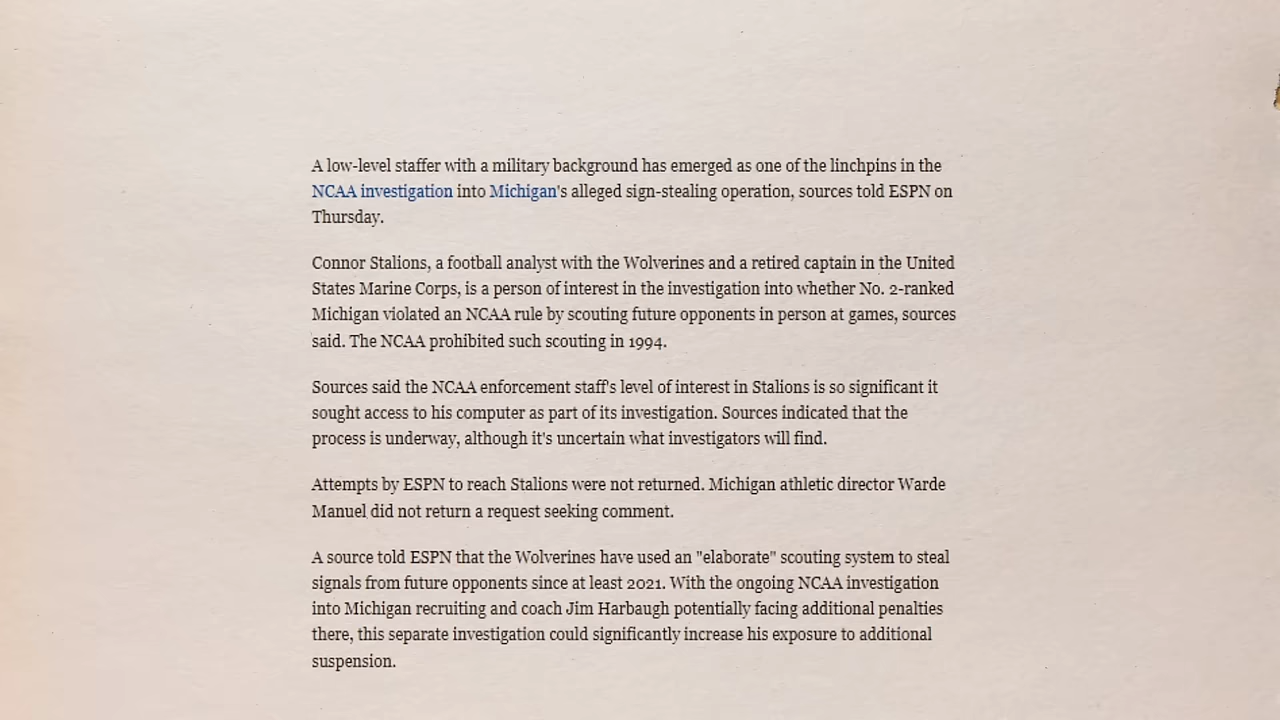 A low-level staffer with a military background has emerged as one of the linchpins in the
NCAA investigation into Michigan's alleged sign-stealing operation, sources told ESPN on
Thursday.
Connor Stalions, a football analyst with the Wolverines and a retired captain in the United
States Marine Corps, is a person of interest in the investigation into whether No. 2-ranked
Michigan violated an NCAA rule by scouting future opponents in person at games, sources
said. The NCAA prohibited such scouting in 1994.
Sources said the NCAA enforcement staff's level of interest in Stalions is so significant it
sought access to his computer as part of its investigation. Sources indicated that the
process is underway, although it's uncertain what investigators will find.
Attempts by ESPN to reach Stalions were not returned. Michigan athletic director Warde
Manuel did not return a request seeking comment.
A source told ESPN that the Wolverines have used an "elaborate" scouting system to steal
signals from future opponents since at least 2021. With the ongoing NCAA investigation
into Michigan recruiting and coach Jim Harbaugh potentially facing additional penalties
there, this separate investigation could significantly increase his exposure to additional
suspension.